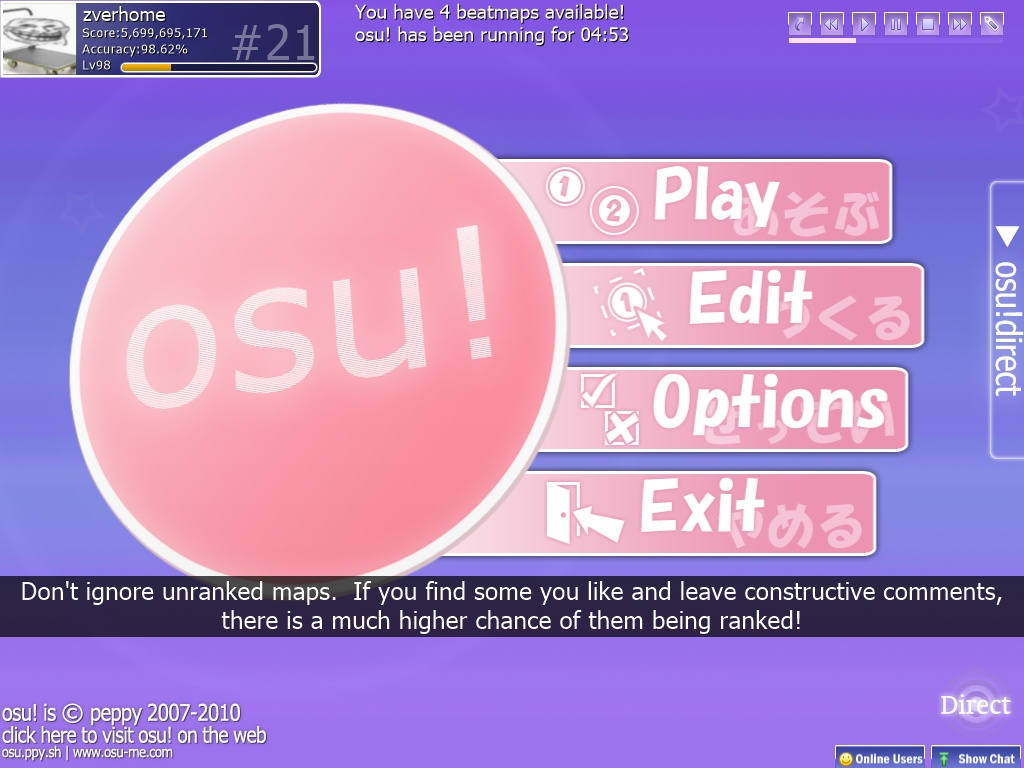 zverhome
Score:5,699,695,171
Accuracy:98.62%
Lv98
#21
You have 4 beatmaps available!
osu! has been running for 04:53
osu!
1
2
Play
あそぶ
1
Edit
つくる
Options
せってい
Exit
やめる
osu!direct
Don't ignore unranked maps.  If you find some you like and leave constructive comments,
there is a much higher chance of them being ranked!
osu! is © peppy 2007-2010
click here to visit osu! on the web
osu.ppy.sh | www.osu-me.com
Direct
Online Users
Show Chat